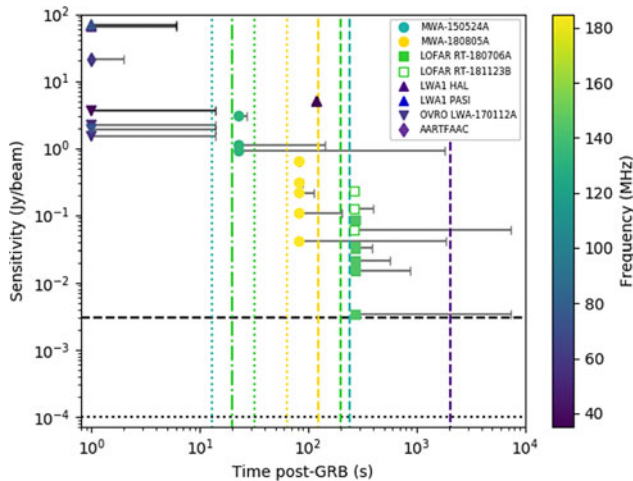 MWA-150524A
MWA-180805A
LOFAR RT-180706A
LOFAR RT-181123B
LWA1 HAL
LWA1 PASI
OVRO LWA-170112A
AARTFAAC
Sensitivity (Jy/beam)
10²
10¹
10⁰
10⁻¹
10⁻²
10⁻³
10⁻⁴
10⁰ 10¹ 10² 10³ 10⁴
Time post-GRB (s)
180
160
140
120
100
80
60
40
Frequency (MHz)